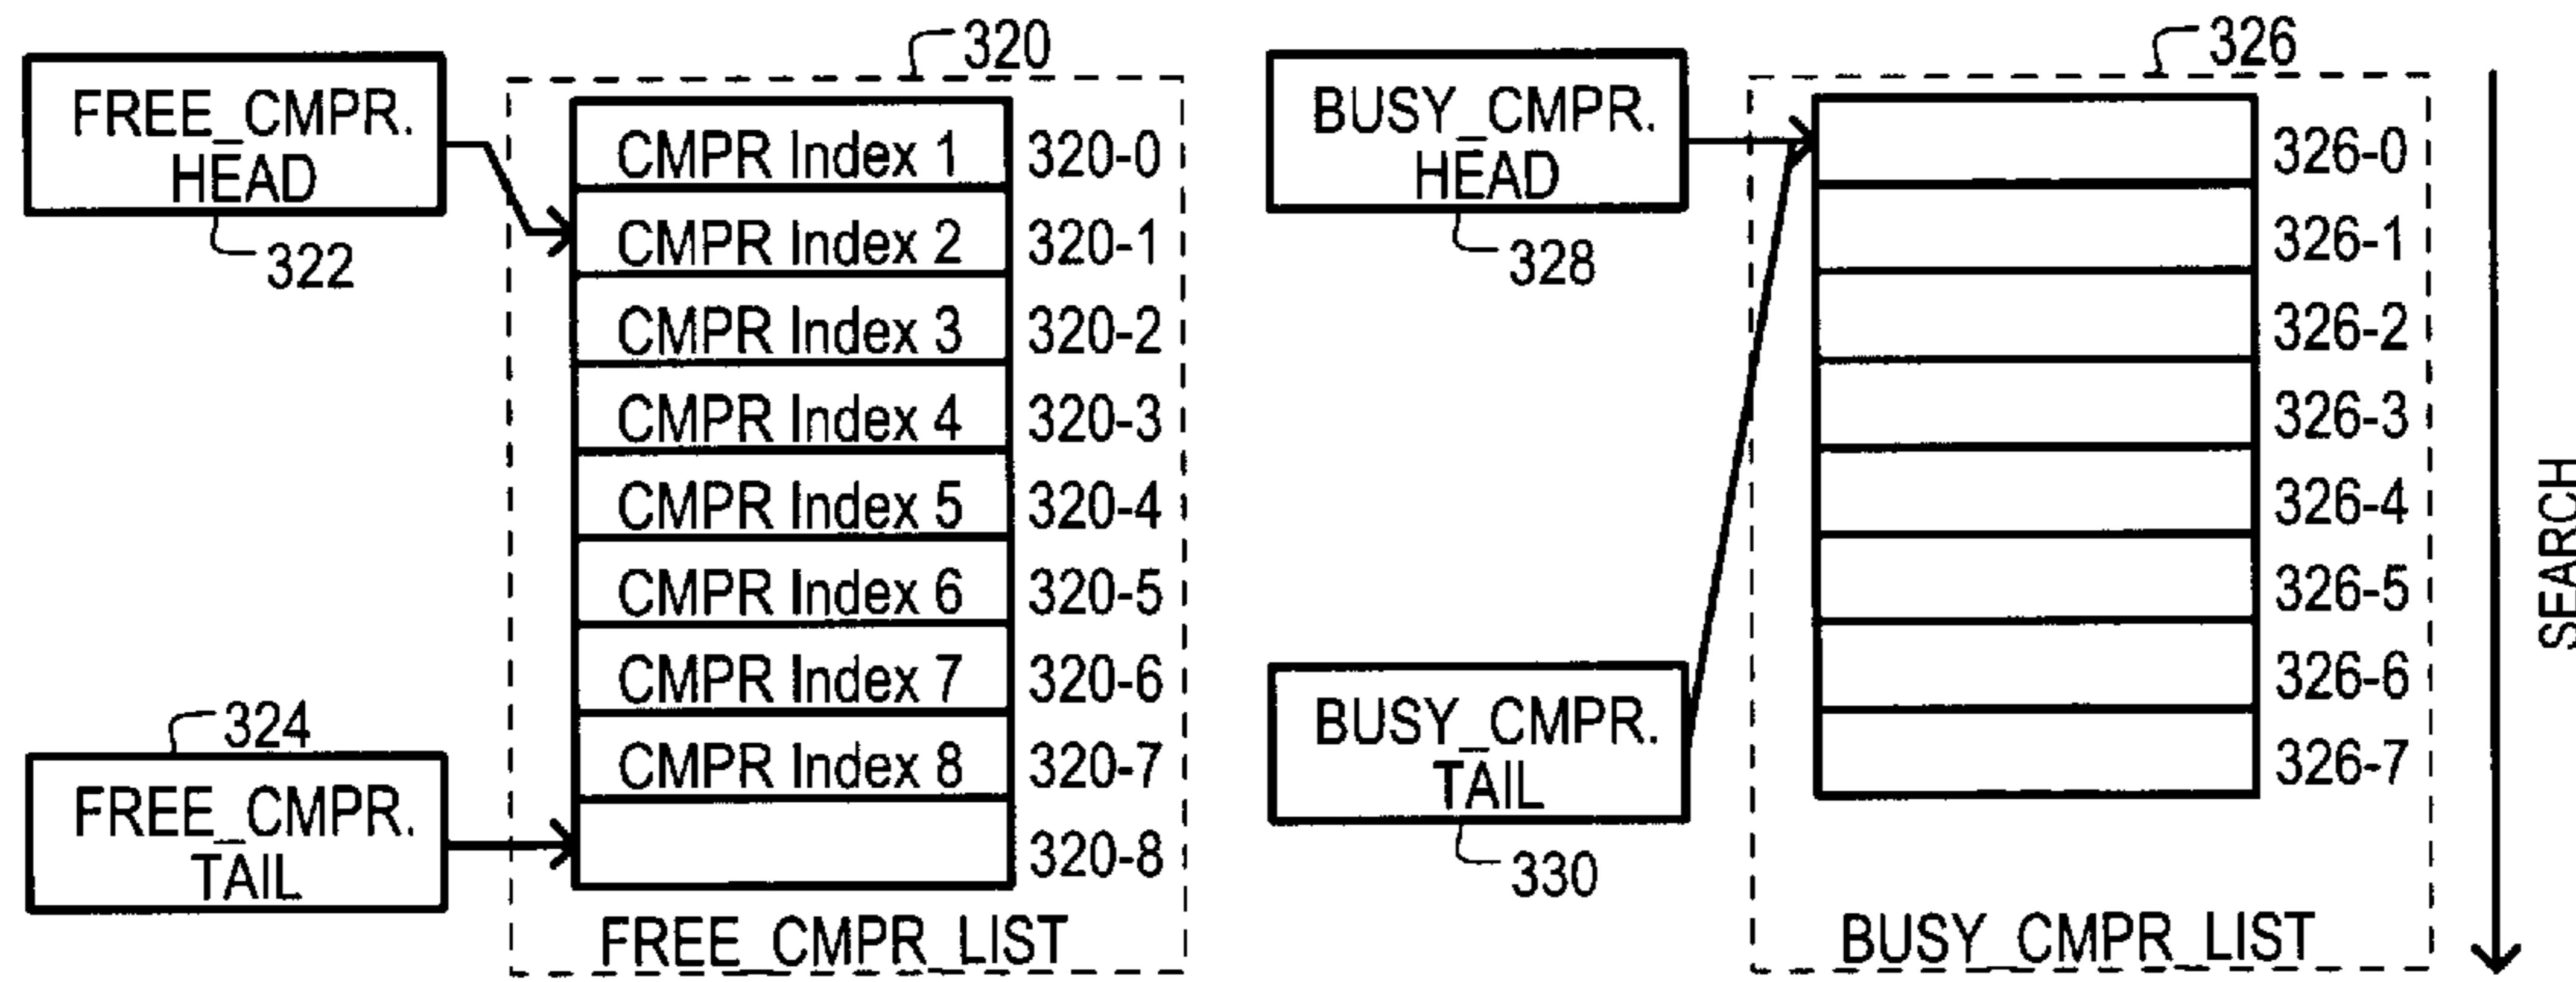 320
FREE_CMPR.
HEAD
322
CMPR Index 1 320-0
CMPR Index 2 320-1
CMPR Index 3 320-2
CMPR Index 4 320-3
CMPR Index 5 320-4
CMPR Index 6 320-5
CMPR Index 7 320-6
CMPR Index 8 320-7
320-8
324
FREE_CMPR.
TAIL
FREE_CMPR_LIST
326
BUSY_CMPR.
HEAD
328
326-0
326-1
326-2
326-3
326-4
326-5
326-6
326-7
BUSY_CMPR.
TAIL
330
BUSY_CMPR_LIST
SEARCH